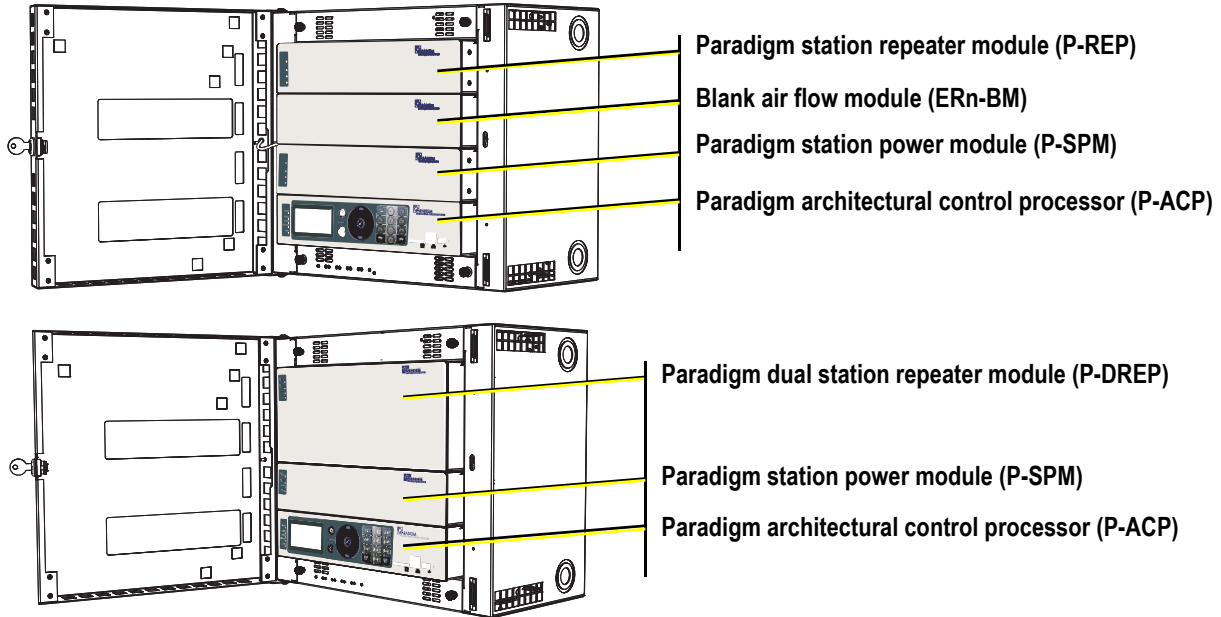 Paradigm station repeater module (P-REP)
Blank air flow module (ERn-BM)
Paradigm station power module (P-SPM)
Paradigm architectural control processor (P-ACP)
Paradigm dual station repeater module (P-DREP)
Paradigm station power module (P-SPM)
Paradigm architectural control processor (P-ACP)